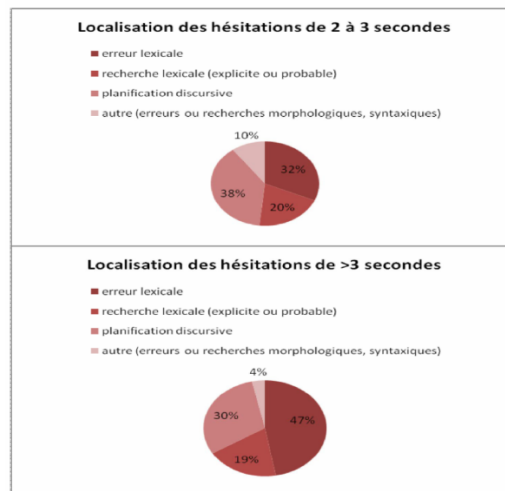 Localisation des hésitations de 2 à 3 secondes
erreur lexicale
recherche lexicale (explicite ou probable)
planification discursive
autre (erreurs ou recherches morphologiques, syntaxiques)
10%
32%
38%
20%
Localisation des hésitations de >3 secondes
erreur lexicale
recherche lexicale (explicite ou probable)
planification discursive
autre (erreurs ou recherches morphologiques, syntaxiques)
4%
30%
47%
19%